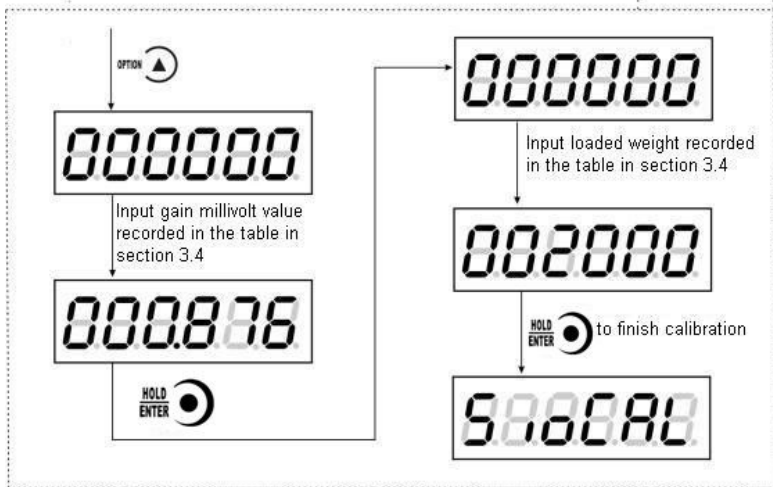 OPTION
000000
Input gain millivolt value
recorded in the table in
section 3.4
000.876
HOLD
ENTER
000000
Input loaded weight recorded
in the table in section 3.4
002000
HOLD
ENTER
to finish calibration
S ioCAL